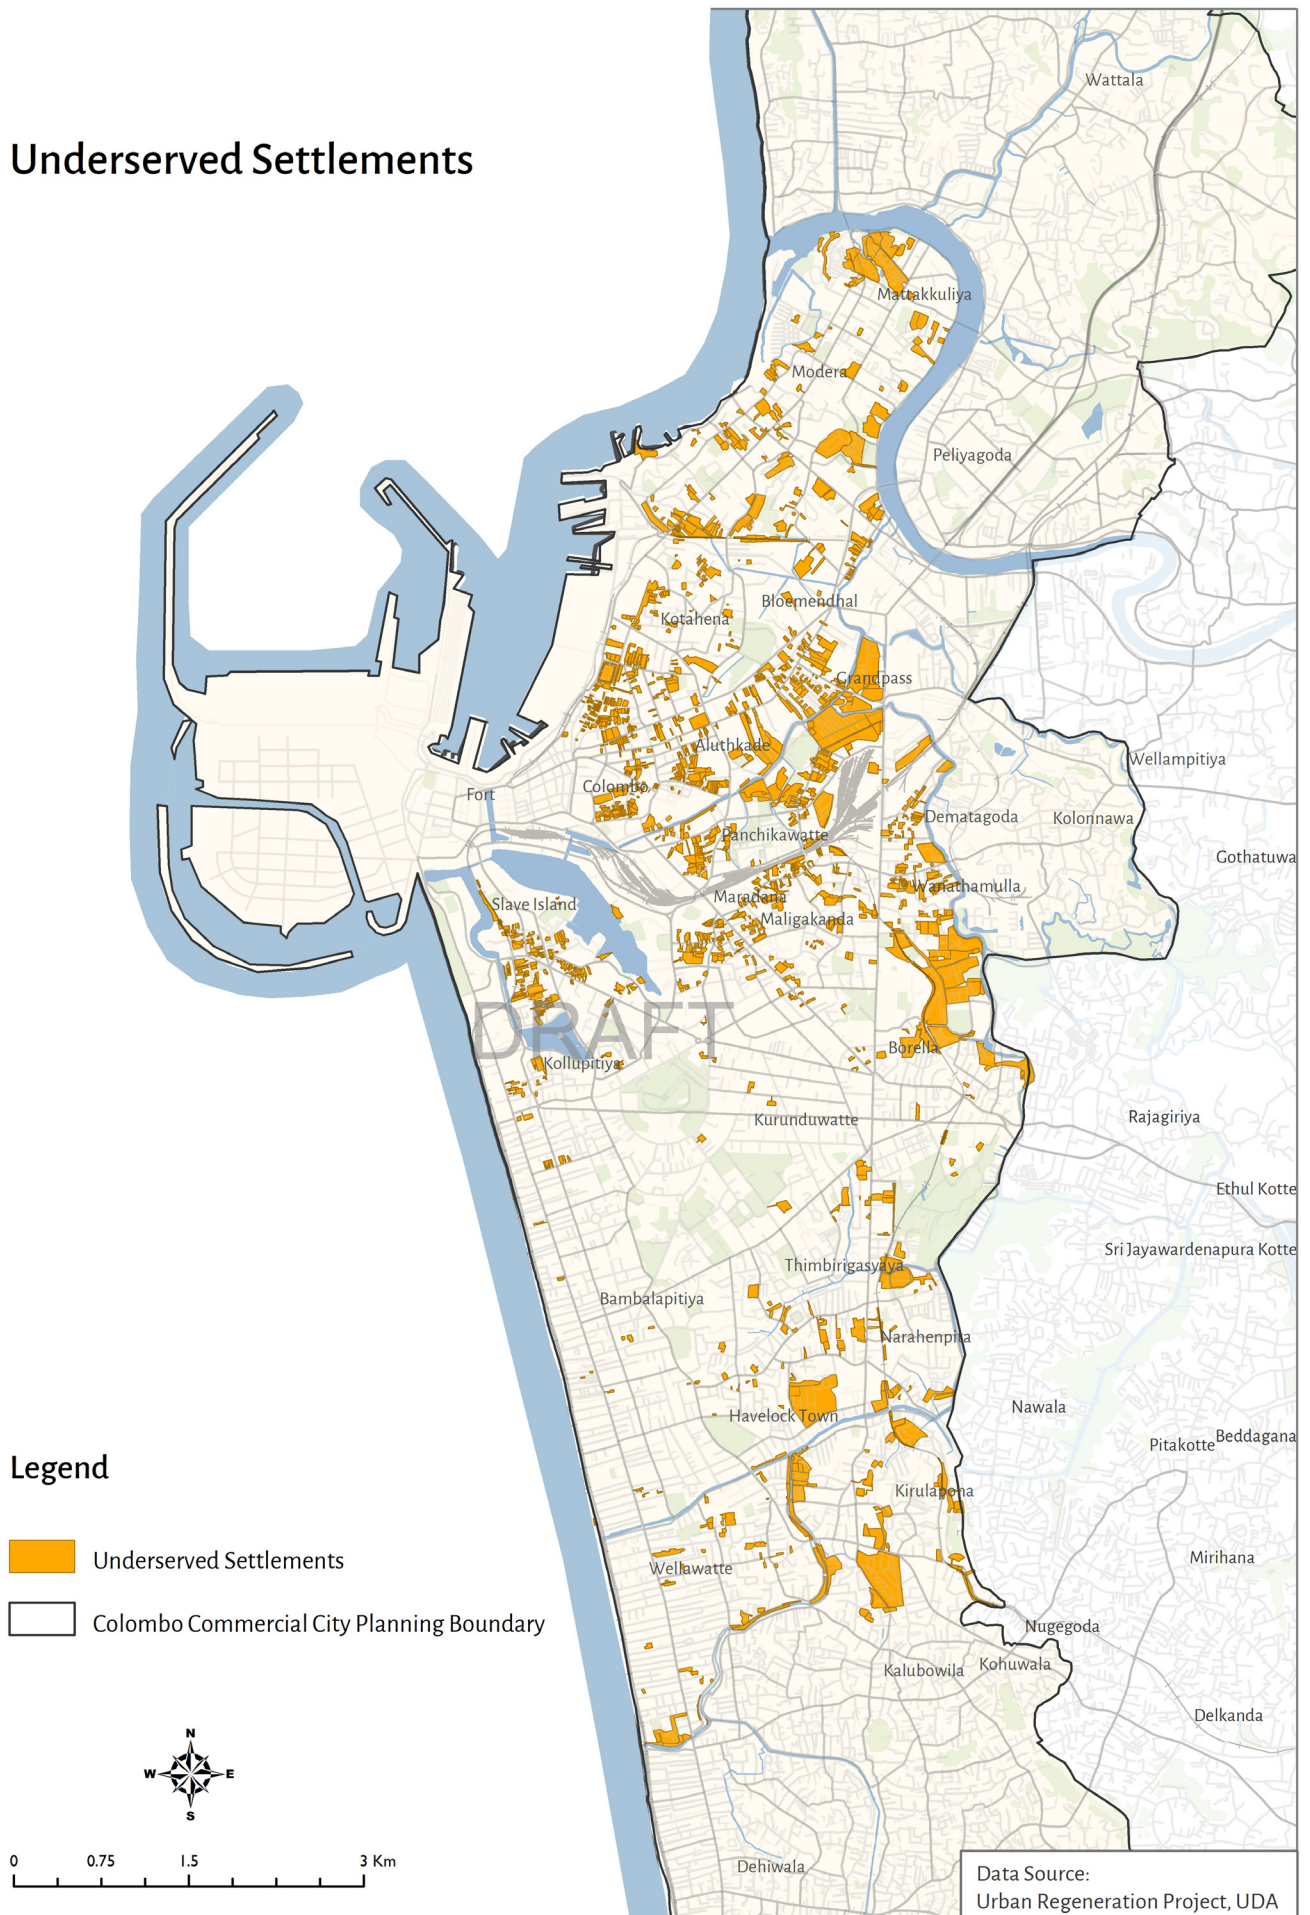 Wattala
Underserved Settlements
Mattakkuliya
Modera
Peliyagoda
Bloemendhal
Kotahena
Grandpass
Aluthkade
Wellampitiya
Colombo
Fort
Dematagoda
Kolonnawa
Panchikawatte
Gothatuwa
Wanathamulla
Maradana
Slave Island
Maligakanda
DRAFT
Borella
Kollupitiya
Kurunduwatte
Rajagiriya
Ethul Kotte
Sri Jayawardenapura Kotte
Thimbirigasyaya
Bambalapitiya
Narahenpita
Nawala
Havelock Town
Beddagana
Pitakotte
Legend
Kirulapona
Underserved Settlements
Mirihana
Wellawatte
Colombo Commercial City Planning Boundary
Nugegoda
Kohuwala
Kalubowila
Delkanda
N
W E
S
0 0.75 1.5 3 Km
Dehiwala
Data Source:
Urban Regeneration Project, UDA